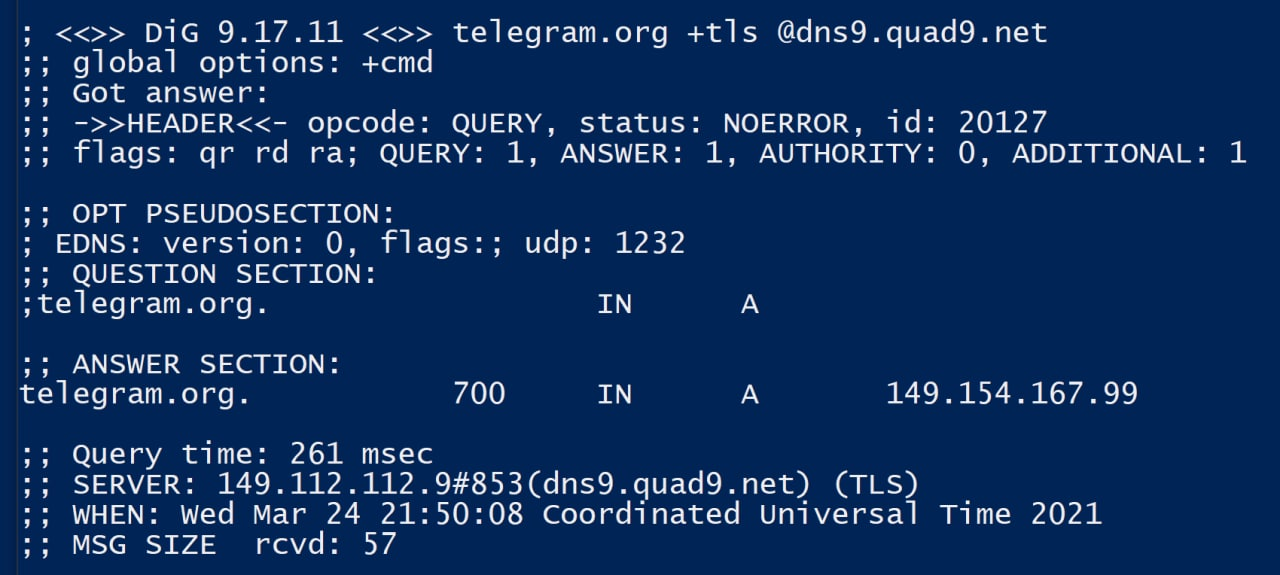 ; <<>> DiG 9.17.11 <<>> telegram.org +tls @dns9.quad9.net
;; global options: +cmd
;; Got answer:
;; ->>HEADER<<- opcode: QUERY, status: NOERROR, id: 20127
;; flags: qr rd ra; QUERY: 1, ANSWER: 1, AUTHORITY: 0, ADDITIONAL: 1
;; OPT PSEUDOSECTION:
; EDNS: version: 0, flags:; udp: 1232
;; QUESTION SECTION:
;telegram.org. IN A
;; ANSWER SECTION:
telegram.org. 700 IN A 149.154.167.99
;; Query time: 261 msec
;; SERVER: 149.112.112.9#853(dns9.quad9.net) (TLS)
;; WHEN: Wed Mar 24 21:50:08 Coordinated Universal Time 2021
;; MSG SIZE rcvd: 57